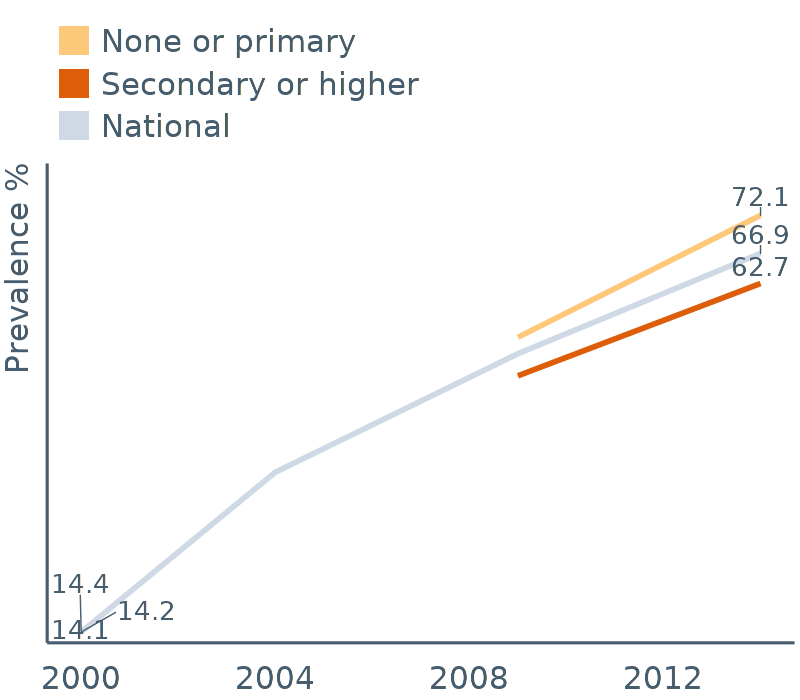 None or primary
Secondary or higher
National
Prevalence %
72.1
66.9
62.7
14.4
14.2
14.1
2000 2004 2008 2012